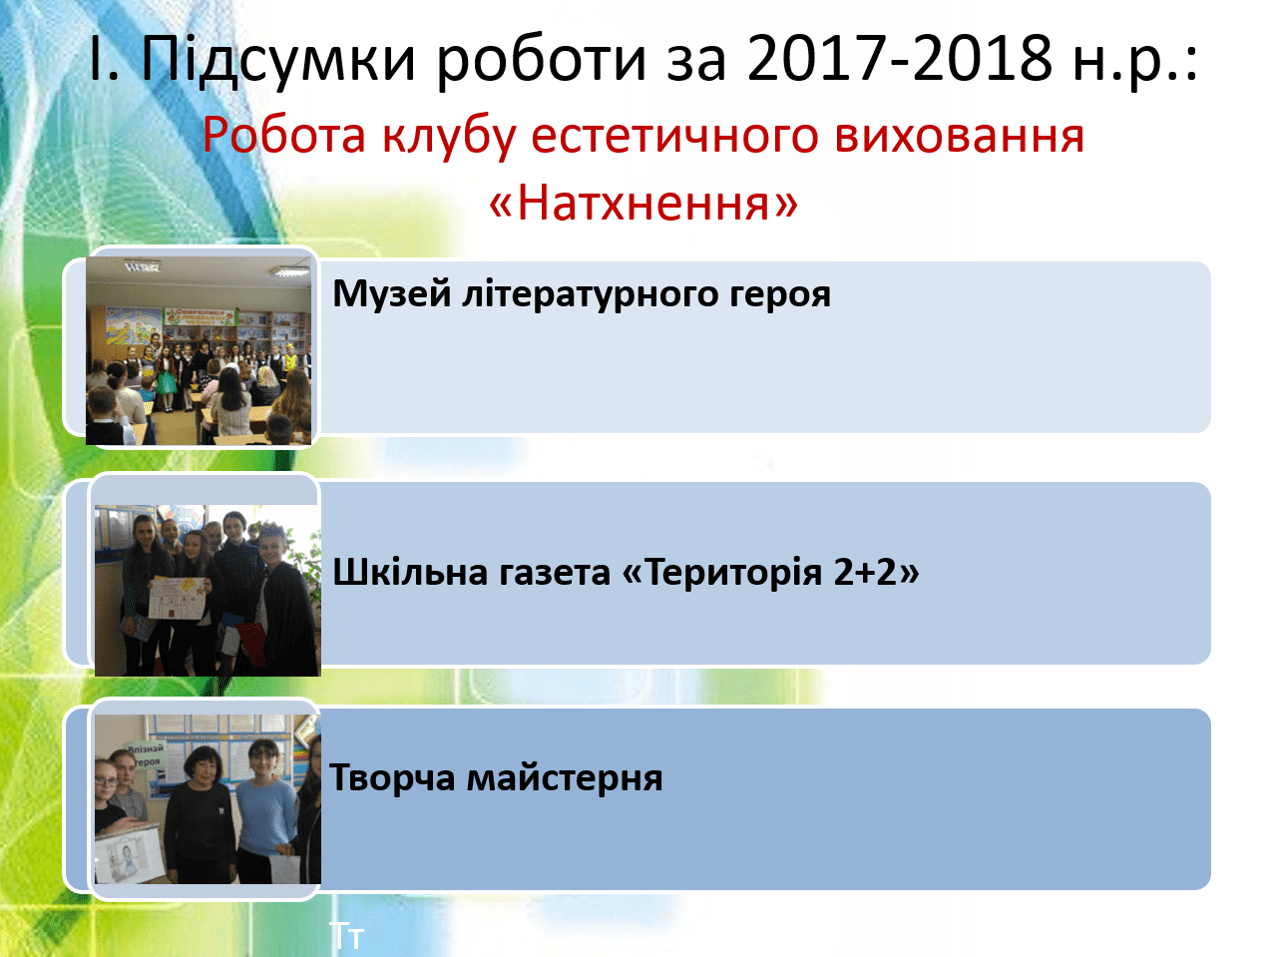 І. Підсумки роботи за 2017-2018 н.р.:
Робота клубу естетичного виховання
«Натхнення»
Музей літературного героя
Шкільна газета «Територія 2+2»
Впізнай
героя
Творча майстерня
Тт